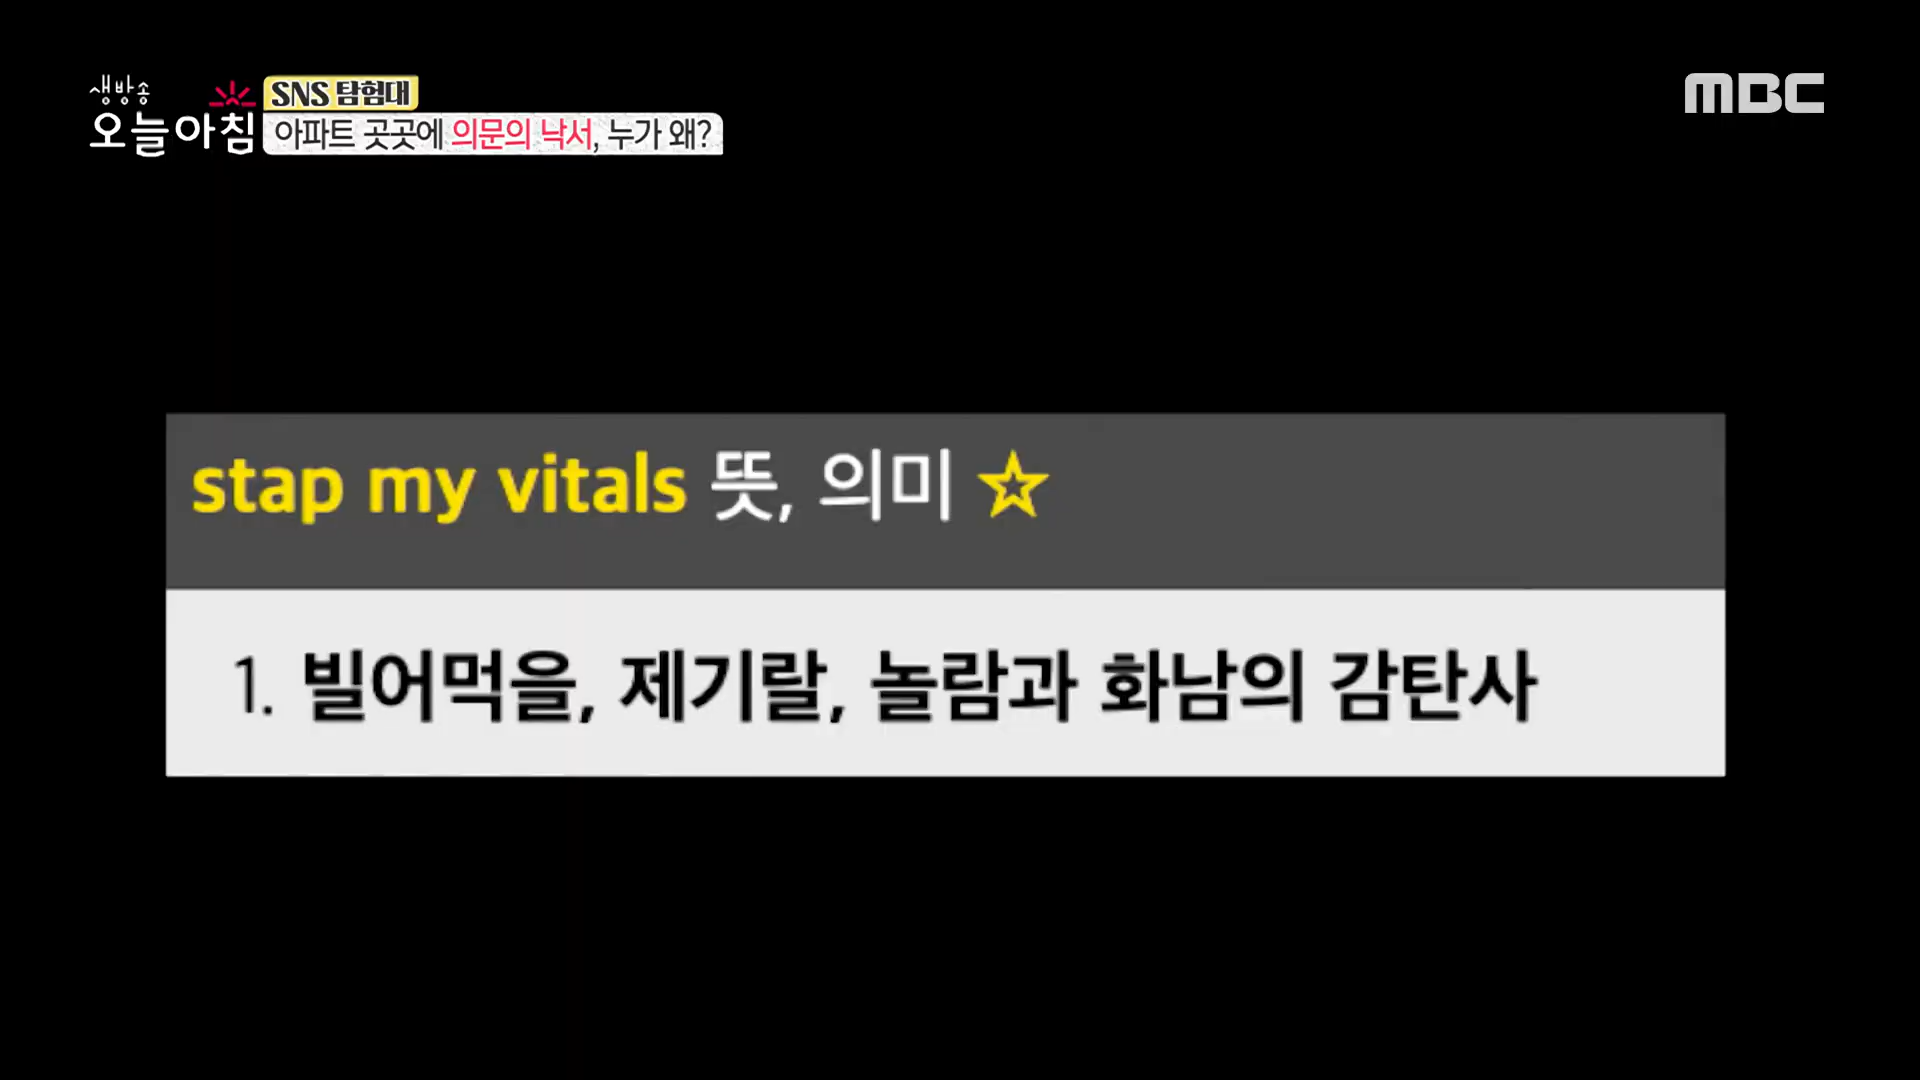 생방송
오늘아침
SNS 탐험대
아파트 곳곳에 의문의 낙서, 누가 왜?
MBC
stap my vitals 뜻, 의미 ☆
1. 빌어먹을, 제기랄, 놀람과 화남의 감탄사